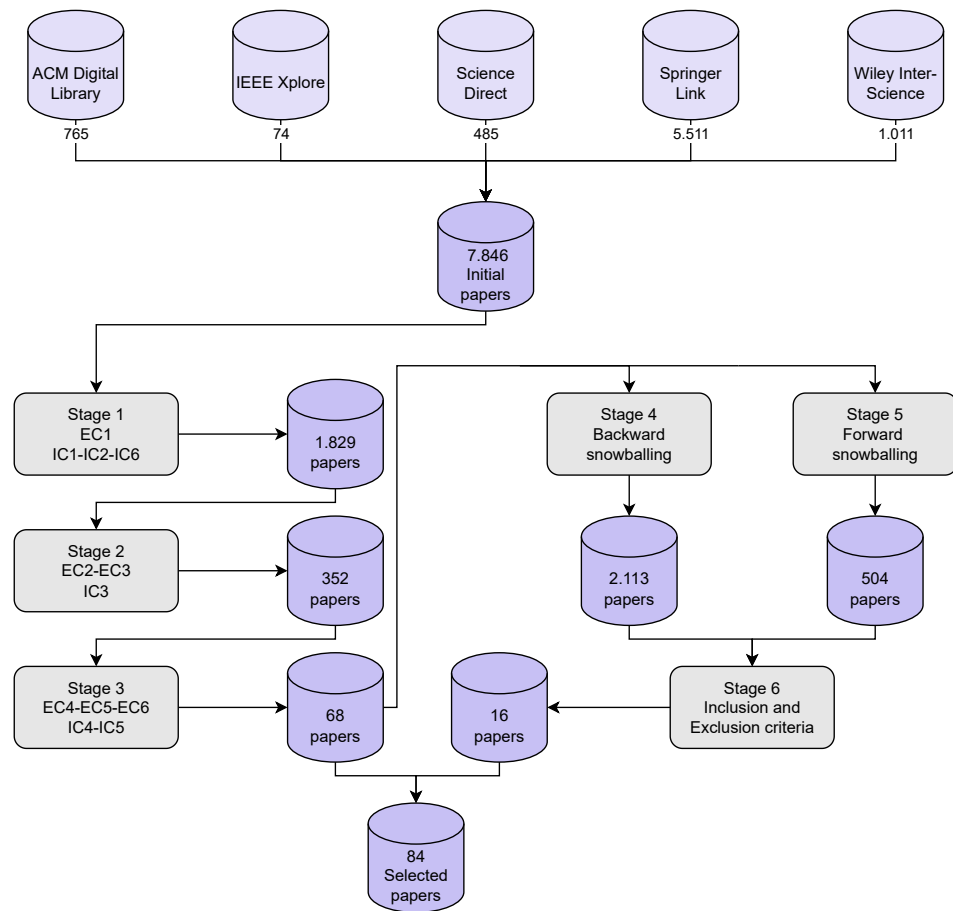 ACM Digital
Library
IEEE Xplore
Science
Direct
Springer
Link
Wiley Inter-
Science
765
74
485
5.511
1.011
7.846
Initial
papers
Stage 1
EC1
IC1-IC2-IC6
1.829
papers
Stage 4
Backward
snowballing
Stage 5
Forward
snowballing
Stage 2
EC2-EC3
IC3
352
papers
2.113
papers
504
papers
Stage 3
EC4-EC5-EC6
IC4-IC5
68
papers
16
papers
Stage 6
Inclusion and
Exclusion criteria
84
Selected
papers